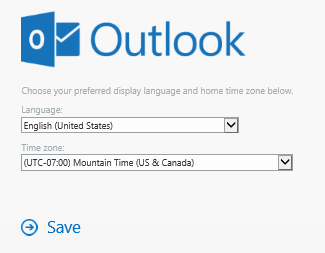 Outlook
Choose your preferred display language and home time zone below.
Language:
English (United States)
Time zone:
(UTC-07:00) Mountain Time (US & Canada)
Save